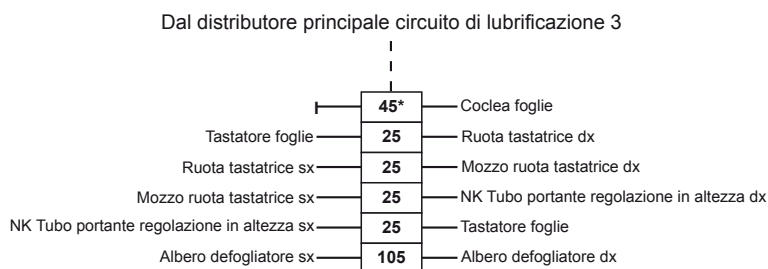 Dal distributore principale circuito di lubrificazione 3
45* Coclea foglie
Tastatore foglie 25 Ruota tastatrice dx
Ruota tastatrice sx 25 Mozzo ruota tastatrice dx
Mozzo ruota tastatrice sx 25 NK Tubo portante regolazione in altezza dx
NK Tubo portante regolazione in altezza sx 25 Tastatore foglie
Albero defogliatore sx 105 Albero defogliatore dx